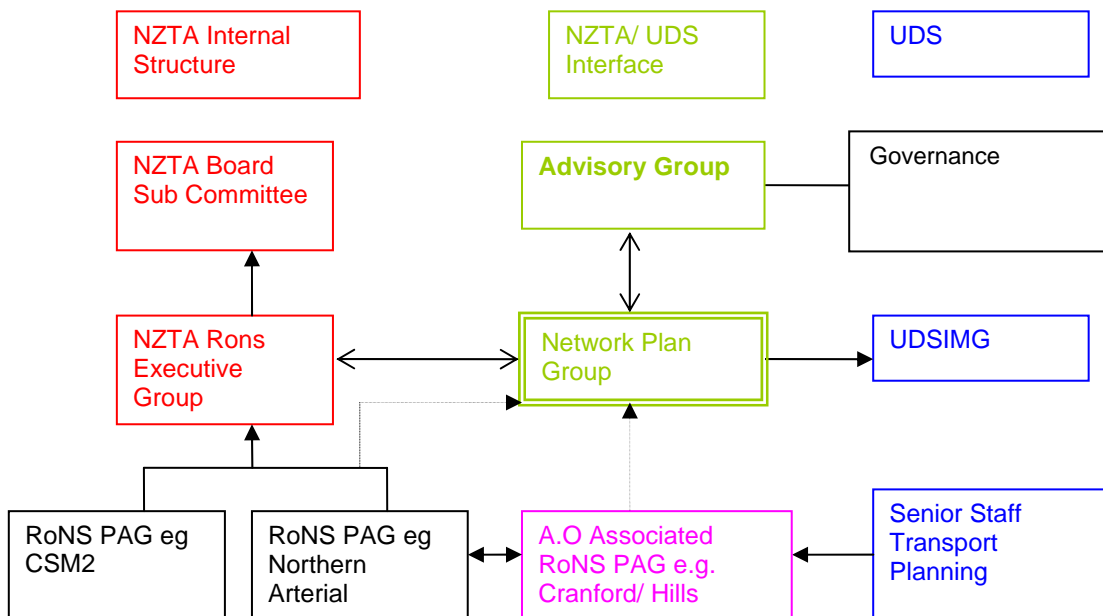 NZTA Internal
Structure
NZTA/ UDS
Interface
UDS
NZTA Board
Sub Committee
Advisory Group
Governance
NZTA Rons
Executive
Group
Network Plan
Group
UDSIMG
RoNS PAG eg
CSM2
RoNS PAG eg
Northern
Arterial
A.O Associated
RoNS PAG e.g.
Cranford/ Hills
Senior Staff
Transport
Planning